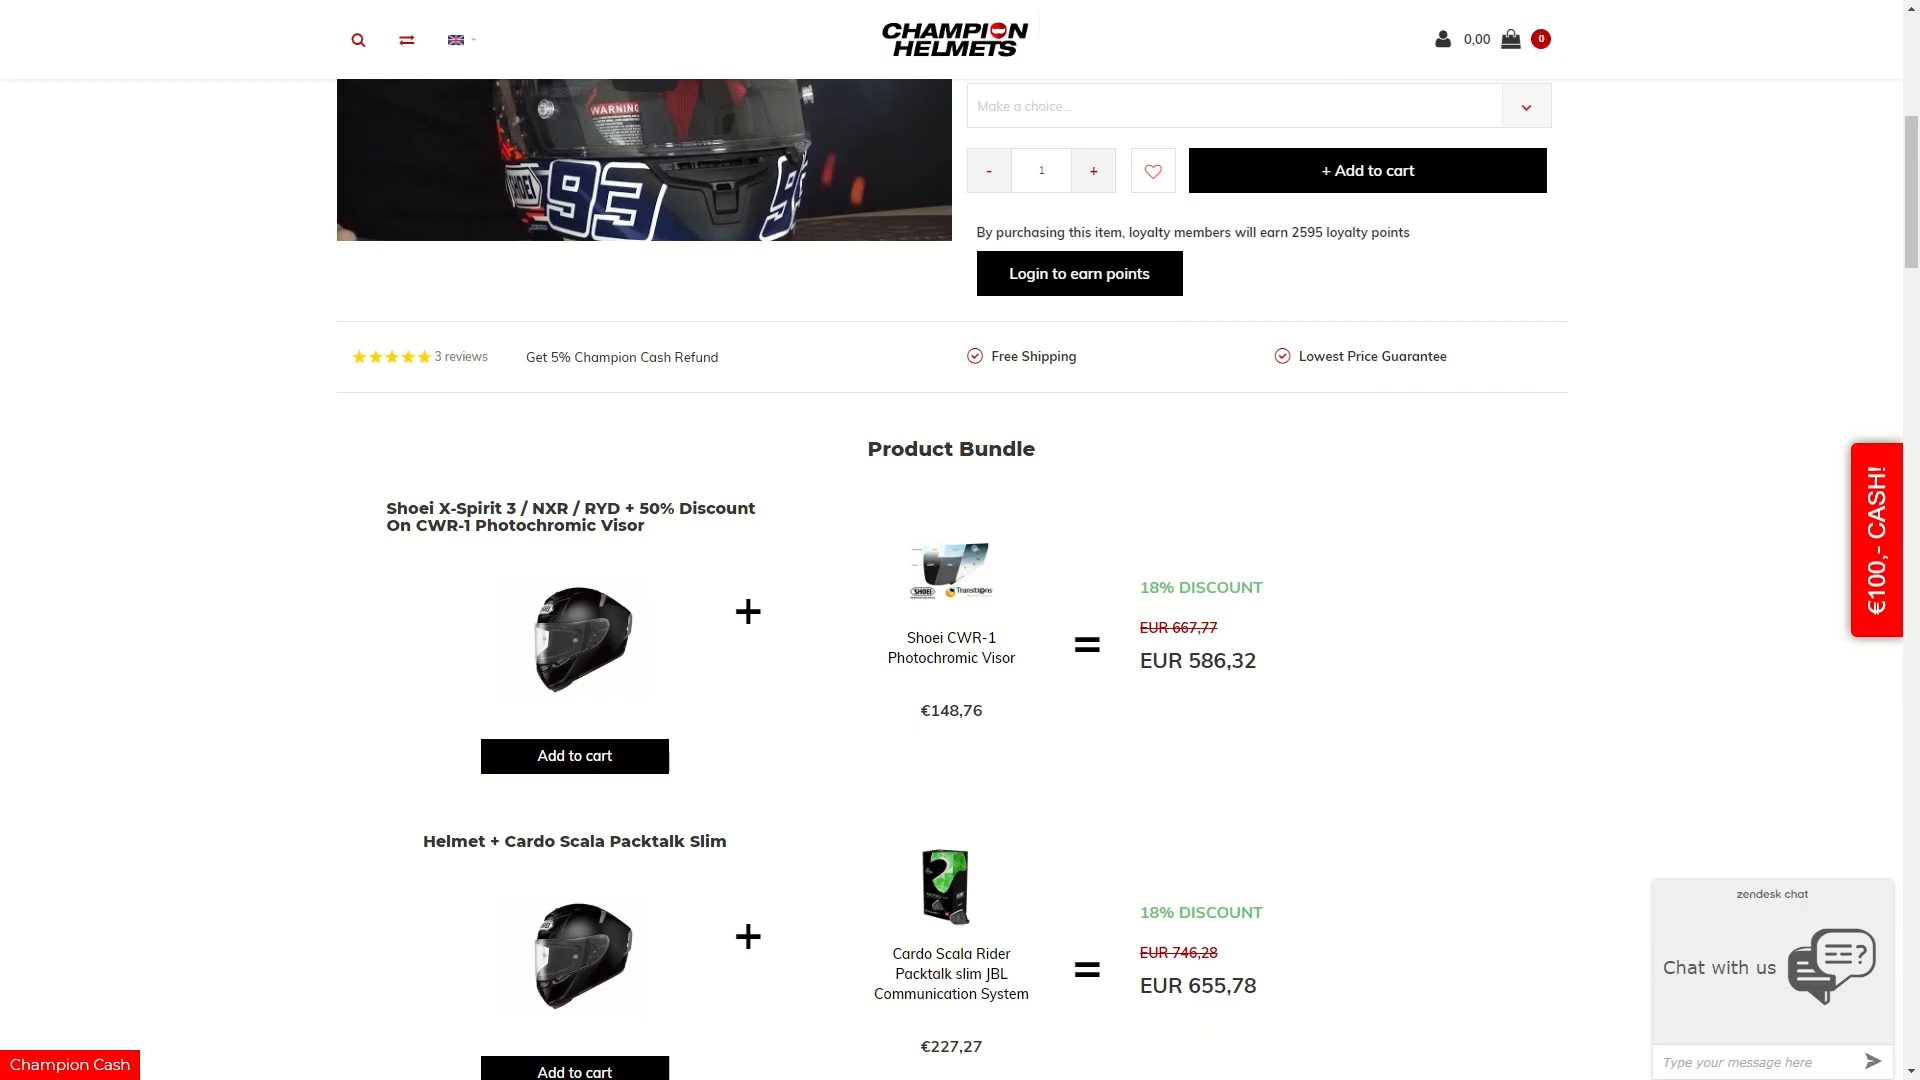 CHAMPION
HELMETS
0,00
0
Make a choice...
WARNING
SHOEI
93
-
1
+
+ Add to cart
By purchasing this item, loyalty members will earn 2595 loyalty points
Login to earn points
3 reviews
Get 5% Champion Cash Refund
Free Shipping
Lowest Price Guarantee
Product Bundle
Shoei X-Spirit 3 / NXR / RYD + 50% Discount
On CWR-1 Photochromic Visor
+
SHOEI
Transitions
Shoei CWR-1
Photochromic Visor
€148,76
=
18% DISCOUNT
EUR 667,77
EUR 586,32
Add to cart
€100,- CASH!
Helmet + Cardo Scala Packtalk Slim
+
Cardo Scala Rider
Packtalk slim JBL
Communication System
€227,27
=
18% DISCOUNT
EUR 746,28
EUR 655,78
Add to cart
zendesk chat
Chat with us
Type your message here
Champion Cash